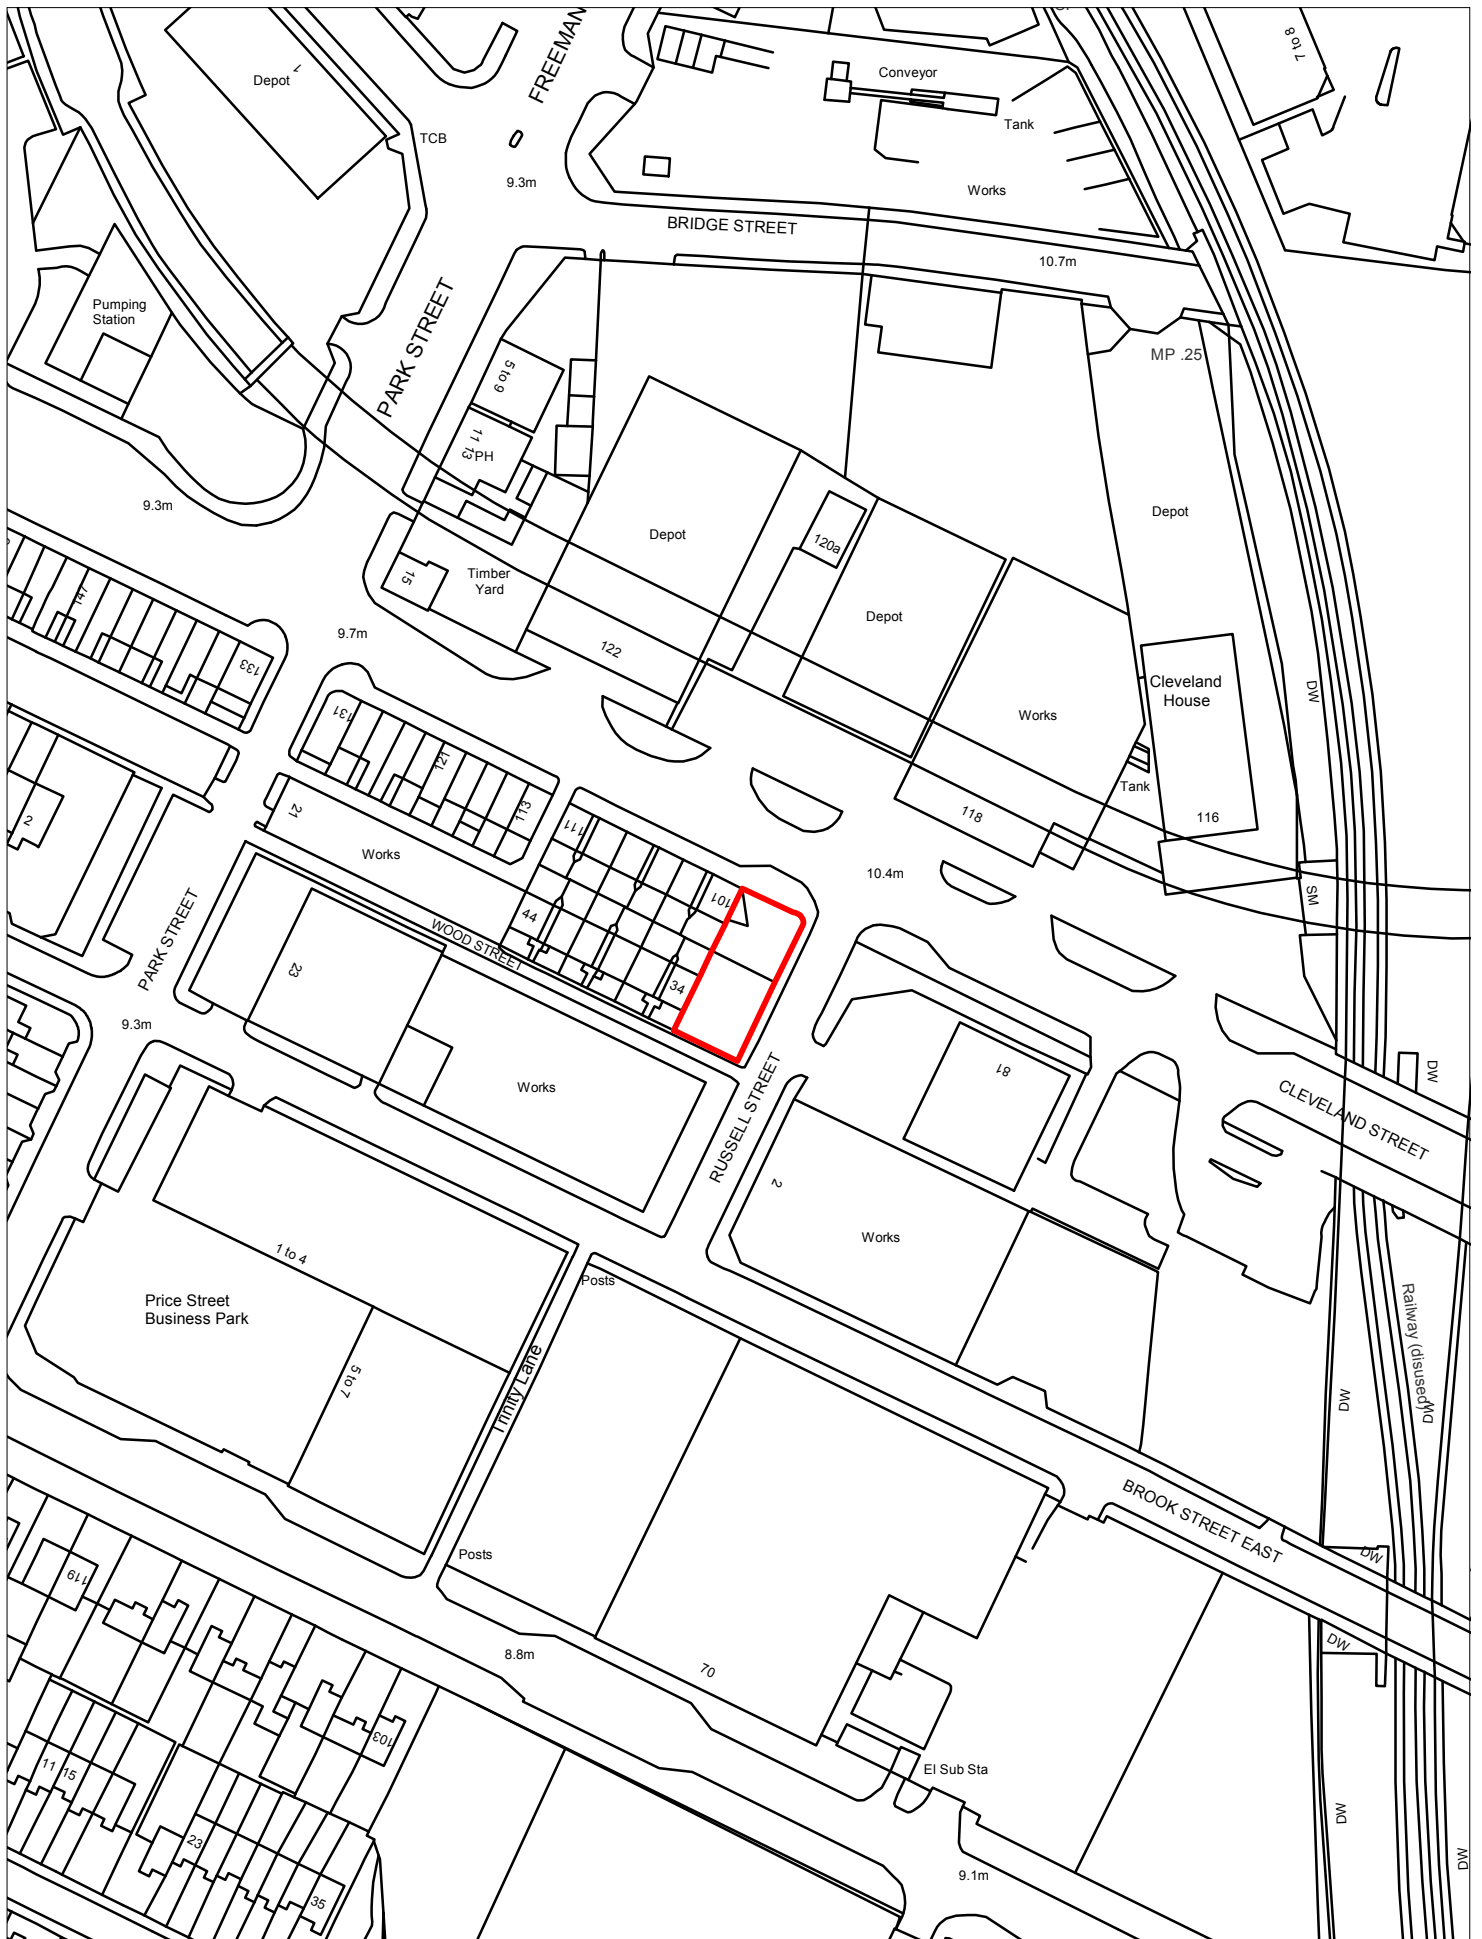 FREEMAN
7 to 8
Depot
1
Conveyor
TCB
Tank
9.3m
Works
BRIDGE STREET
10.7m
Pumping
Station
PARK STREET
MP .25
5 to 9
11
13
PH
9.3m
Depot
Depot
120a
15
Timber
Yard
147
Depot
9.7m
122
133
Cleveland
House
DW
131
Works
121
Tank
113
21
118
116
2
111
Works
10.4m
101
SM
44
WOOD STREET
PARK STREET
23
34
9.3m
81
DW
Works
RUSSELL STREET
CLEVELAND STREET
2
Works
1 to 4
Posts
Price Street
Business Park
Railway (disused)
Trinity Lane
5 to 7
DW
DW
BROOK STREET EAST
DW
Posts
119
DW
8.8m
70
103
11
15
El Sub Sta
DW
23
DW
9.1m
35